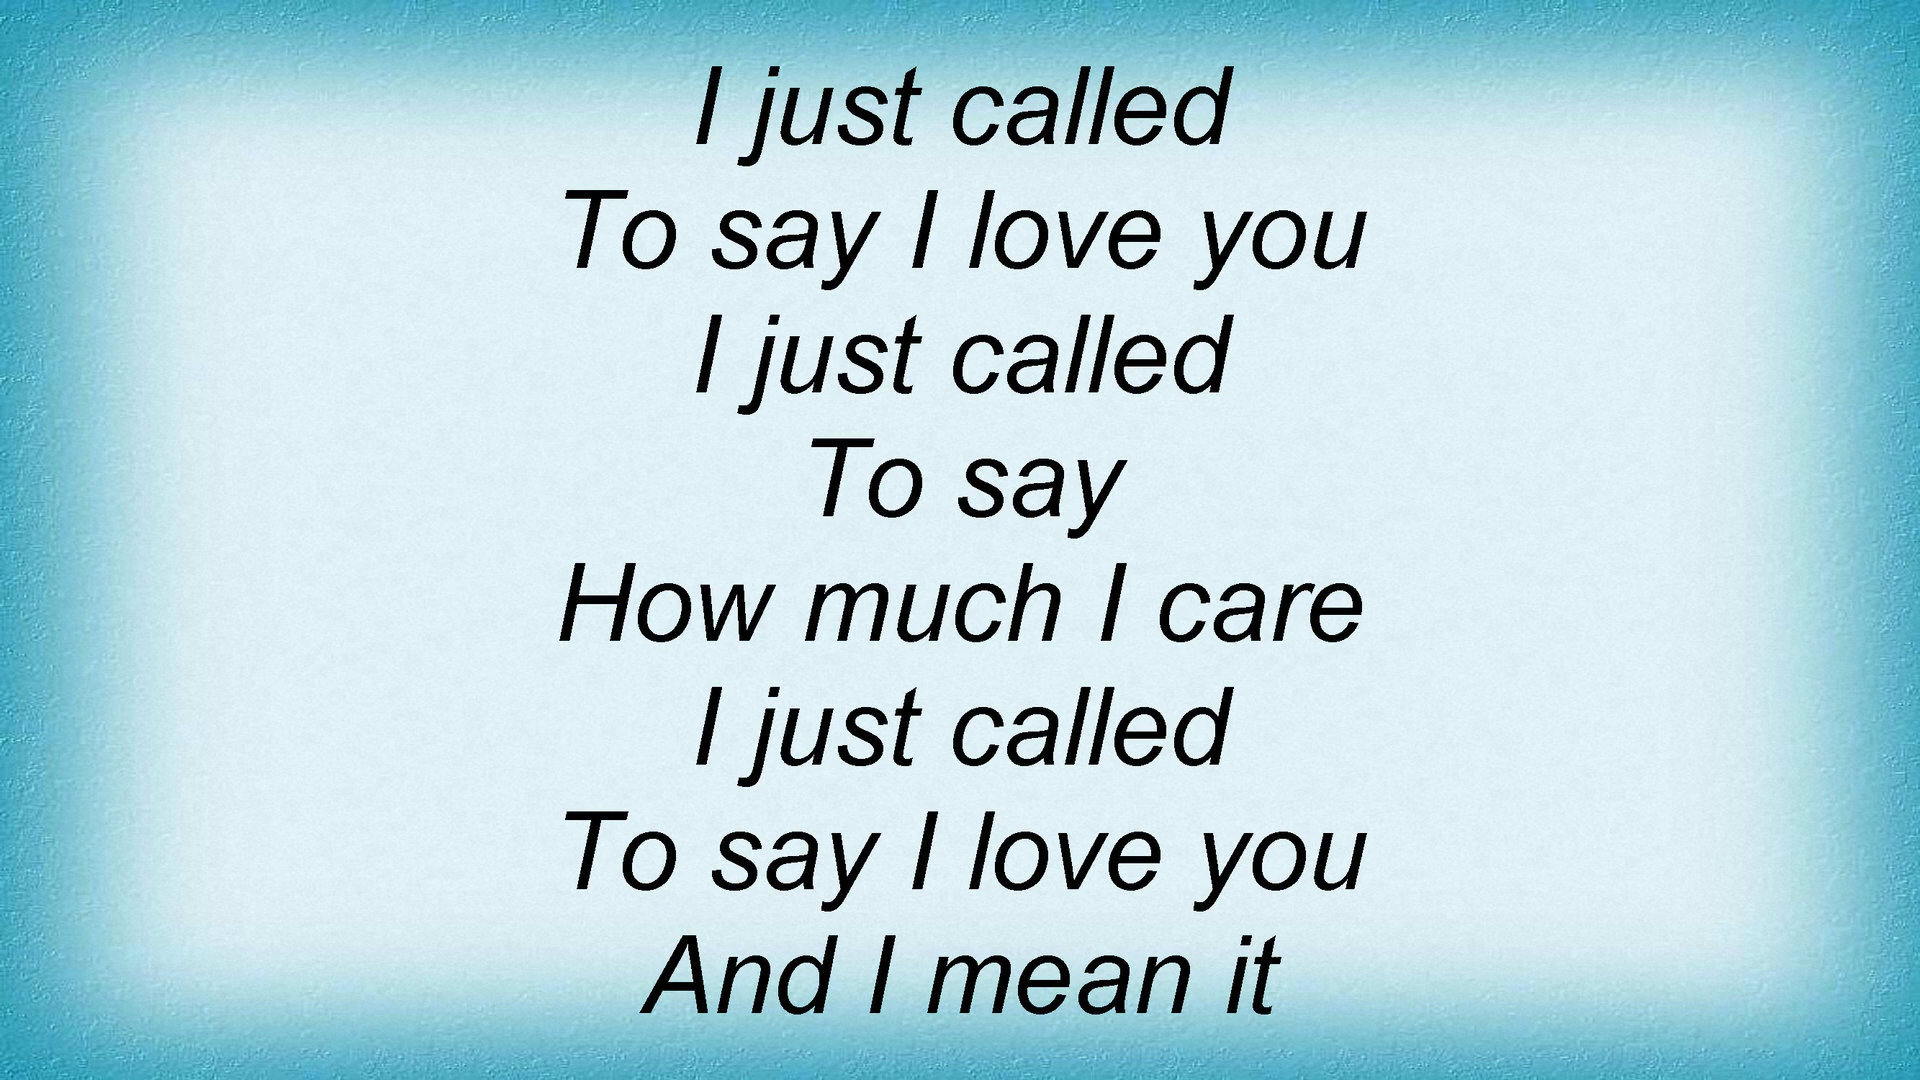 I just called
To say I love you
I just called
To say
How much I care
I just called
To say I love you
And I mean it